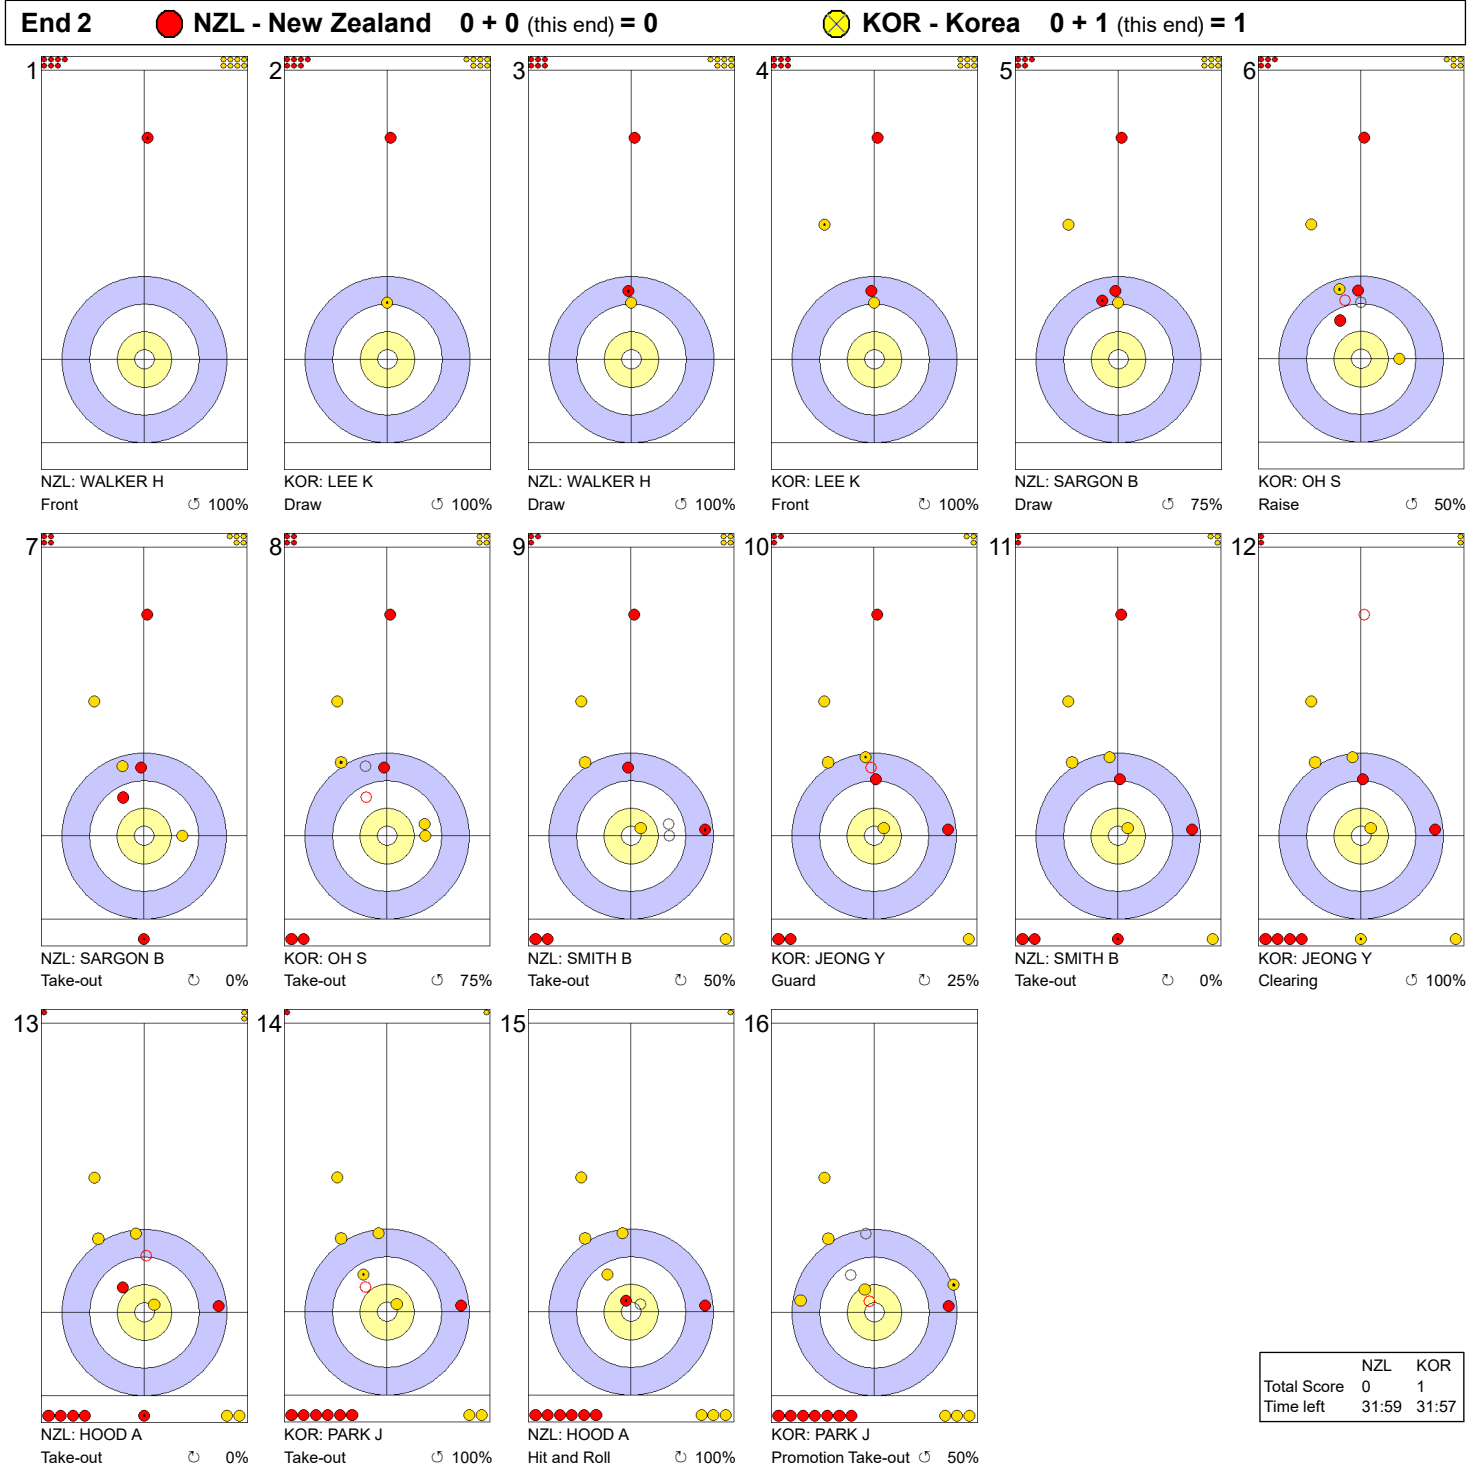 End 2 NZL - New Zealand 0 + 0 (this end) = 0 KOR - Korea 0 + 1 (this end) = 1
1 2 3 4 5 6
NZL: WALKER H KOR: LEE K NZL: WALKER H KOR: LEE K NZL: SARGON B KOR: OH S
Front ↺ 100% Draw ↺ 100% Draw ↺ 100% Front ↺ 100% Draw ↺ 75% Raise ↺ 50%
7 8 9 10 11 12
NZL: SARGON B KOR: OH S NZL: SMITH B KOR: JEONG Y NZL: SMITH B KOR: JEONG Y
Take-out ↻ 0% Take-out ↻ 75% Take-out ↻ 50% Guard ↻ 25% Take-out ↻ 0% Clearing ↺ 100%
13 14 15 16
NZL: HOOD A KOR: PARK J NZL: HOOD A KOR: PARK J
Take-out ↻ 0% Take-out ↻ 100% Hit and Roll ↻ 100% Promotion Take-out ↺ 50%
NZL KOR
Total Score 0 1
Time left 31:59 31:57